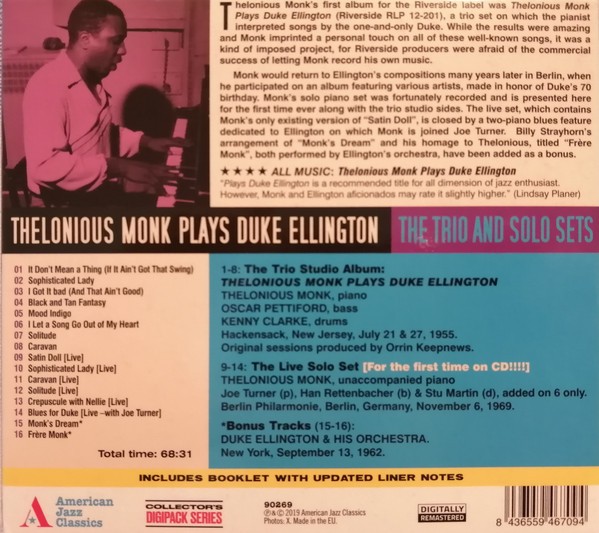 Thelonious Monk's first album for the Riverside label was Thelonious Monk
Plays Duke Ellington (Riverside RLP 12-201), a trio set on which the pianist
interpreted songs by the one-and-only Duke. While the results were amazing
and Monk imprinted a personal touch on all of these well-known songs, it was a
kind of imposed project, for Riverside producers were afraid of the commercial
success of letting Monk record his own music.
Monk would return to Ellington's compositions many years later in Berlin, when
he participated on an album featuring various artists, made in honor of Duke's 70
birthday. Monk's solo piano set was fortunately recorded and is presented here
for the first time ever along with the trio studio sides. The live set, which contains
Monk's only existing version of "Satin Doll", is closed by a two-piano blues feature
dedicated to Ellington on which Monk is joined Joe Turner. Billy Strayhorn's
arrangement of "Monk's Dream" and his homage to Thelonious, titled "Frère
Monk", both performed by Ellington's orchestra, have been added as a bonus.
★★★★ ALL MUSIC: Thelonious Monk Plays Duke Ellington
"Plays Duke Ellington is a recommended title for all dimension of jazz enthusiast.
However, Monk and Ellington aficionados may rate it slightly higher." (Lindsay Planer)
THELONIOUS MONK PLAYS DUKE ELLINGTON THE TRIO AND SOLO SETS
01 It Don't Mean a Thing (If It Ain't Got That Swing)
02 Sophisticated Lady
03 I Got It bad (And That Ain't Good)
04 Black and Tan Fantasy
05 Mood Indigo
06 I Let a Song Go Out of My Heart
07 Solitude
08 Caravan
09 Satin Doll [Live]
10 Sophisticated Lady [Live]
11 Caravan [Live]
12 Solitude [Live]
13 Crepuscule with Nellie [Live]
14 Blues for Duke [Live –with Joe Turner]
15 Monk's Dream*
16 Frère Monk*
Total time: 68:31
1-8: The Trio Studio Album:
THELONIOUS MONK PLAYS DUKE ELLINGTON
THELONIOUS MONK, piano
OSCAR PETTIFORD, bass
KENNY CLARKE, drums
Hackensack, New Jersey, July 21 & 27, 1955.
Original sessions produced by Orrin Keepnews.
9-14: The Live Solo Set [For the first time on CD!!!!]
THELONIOUS MONK, unaccompanied piano
Joe Turner (p), Han Rettenbacher (b) & Stu Martin (d), added on 6 only.
Berlin Philarmonie, Berlin, Germany, November 6, 1969.
*Bonus Tracks (15-16):
DUKE ELLINGTON & HIS ORCHESTRA.
New York, September 13, 1962.
INCLUDES BOOKLET WITH UPDATED LINER NOTES
A
American
Jazz
Classics
COLLECTOR'S
DIGIPACK SERIES
90269
℗&© 2019 American Jazz Classics
Photos: X. Made in the EU.
DIGITALLY
REMASTERED
8 436559 467094